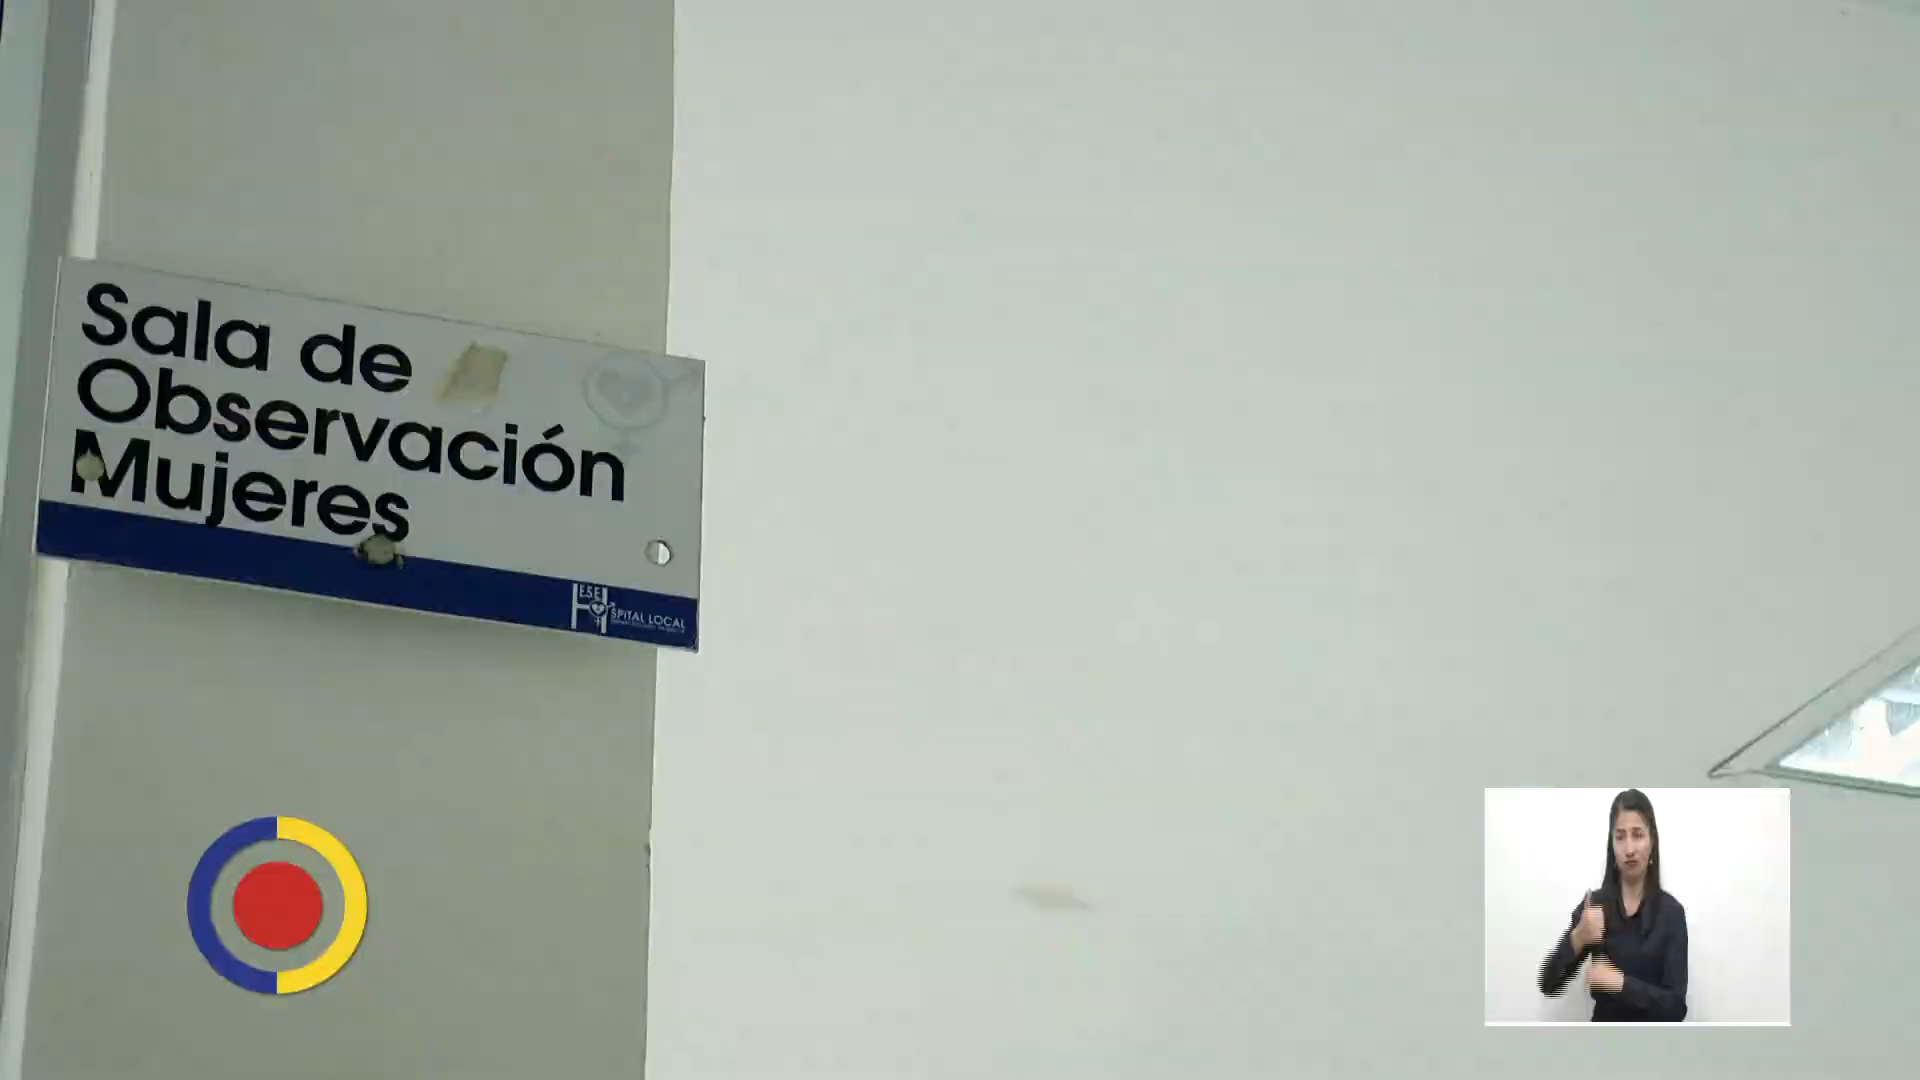 Sala de
Observación
Mujeres
ESE
H SPITAL LOCAL